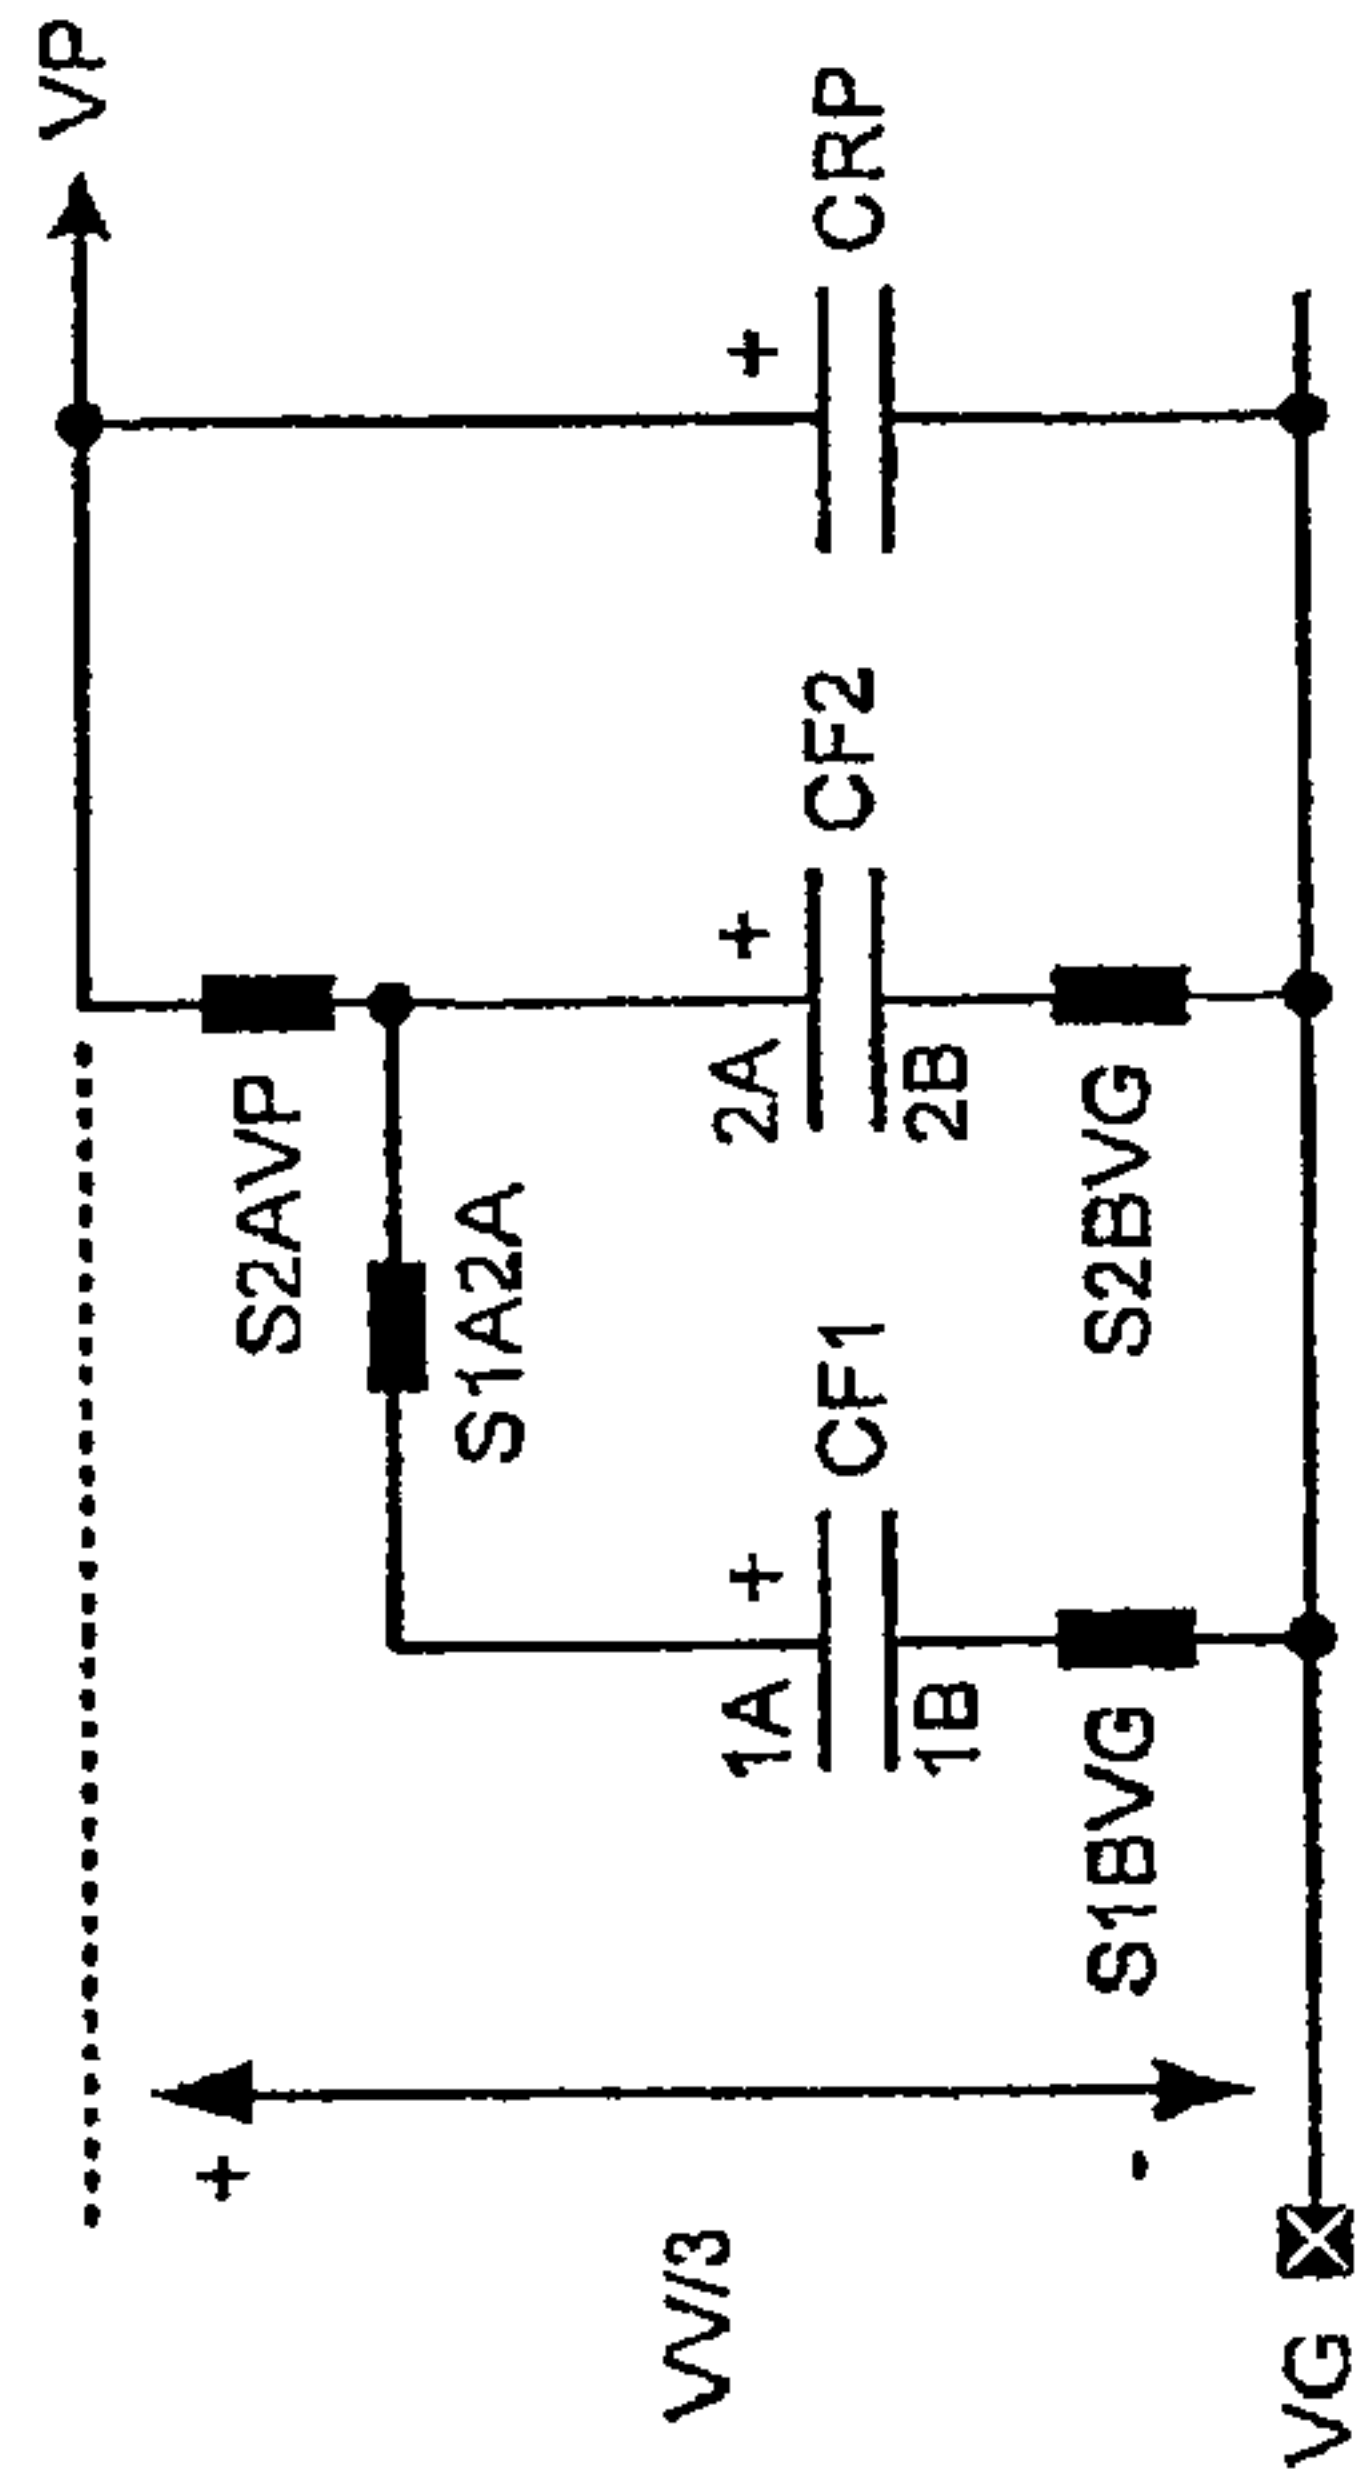 VP
+
S2AVP
S1A2A
VV/3
1A
+
2A
+
+
CF1
CF2
CRP
1B
2B
-
S1BVG
S2BVG
VG